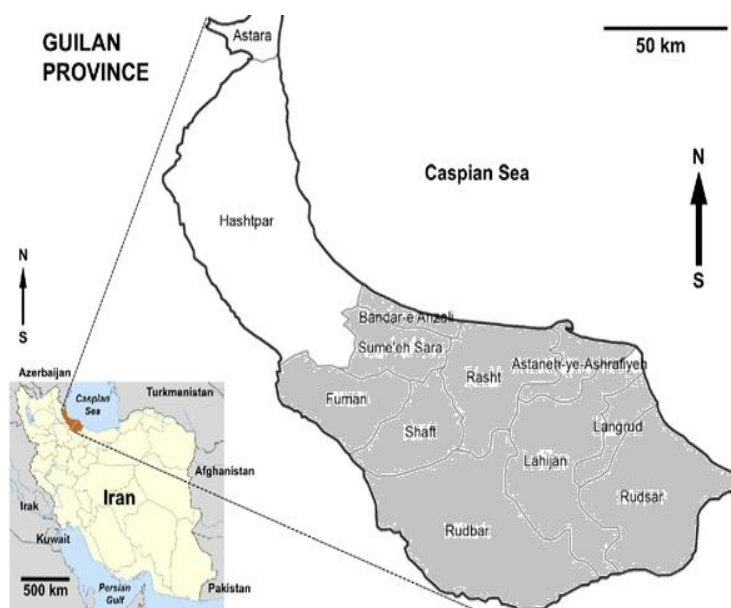 GUILAN
PROVINCE
Astara
50 km
Caspian Sea
N
S
Hashtpar
N
S
Bandar-e Anzali
Sume'eh Sara
Rasht
Astaneh-ye-Ashrafiyeh
Fuman
Shaft
Langrud
Lahijan
Rudsar
Rudbar
Azerbaijan
Turkmenistan
Caspian
Sea
Afghanistan
Iran
Irak
Kuwait
500 km
Persian
Gulf
Pakistan